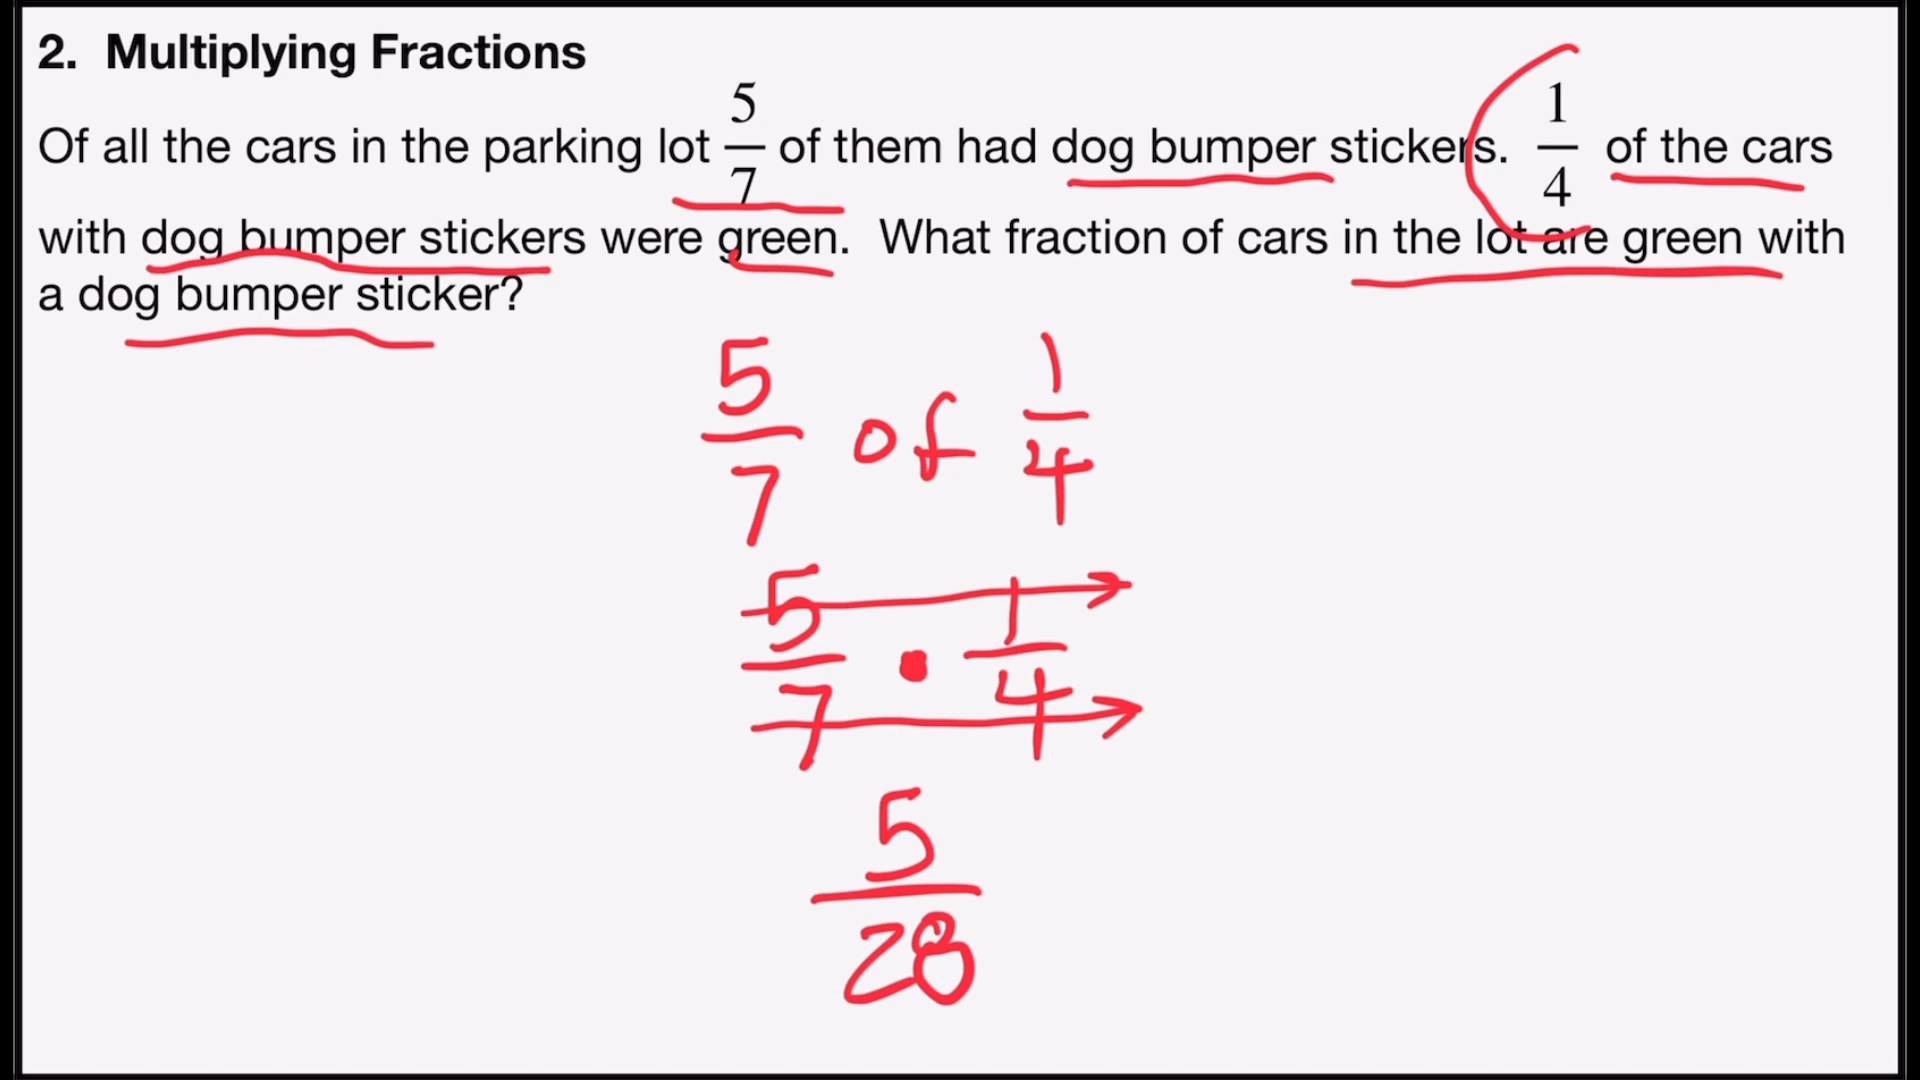 2. Multiplying Fractions
Of all the cars in the parking lot 5/7 of them had dog bumper stickers. 1/4 of the cars
with dog bumper stickers were green. What fraction of cars in the lot are green with
a dog bumper sticker?
5/7 of 1/4
5/7 · 1/4
5/28